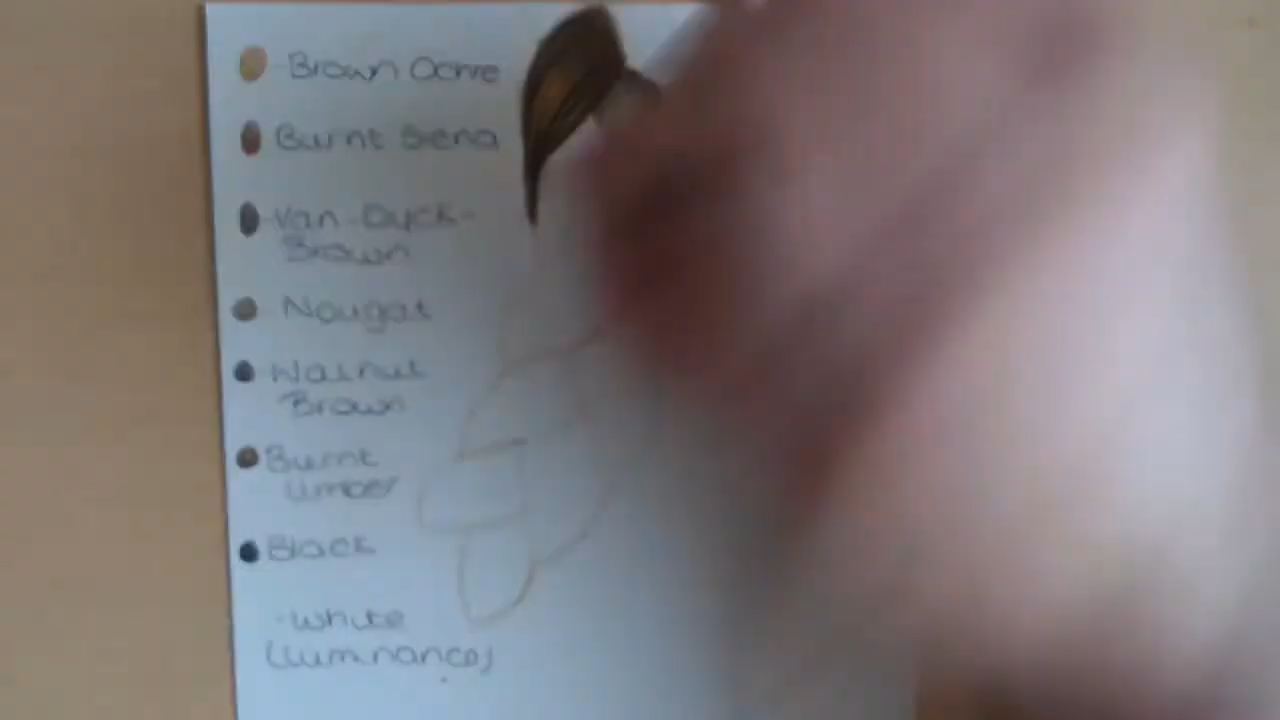 Brown Ochre
Burnt Siena
Van-Dyck-
Brown
Nougat
Walnut
Brown
Burnt
Umber
Black
-White
(Luminance)